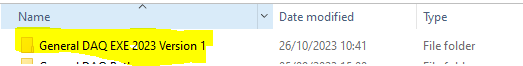 Name Date modified Type
General DAQ EXE 2023 Version 1 26/10/2023 10:41 File folder